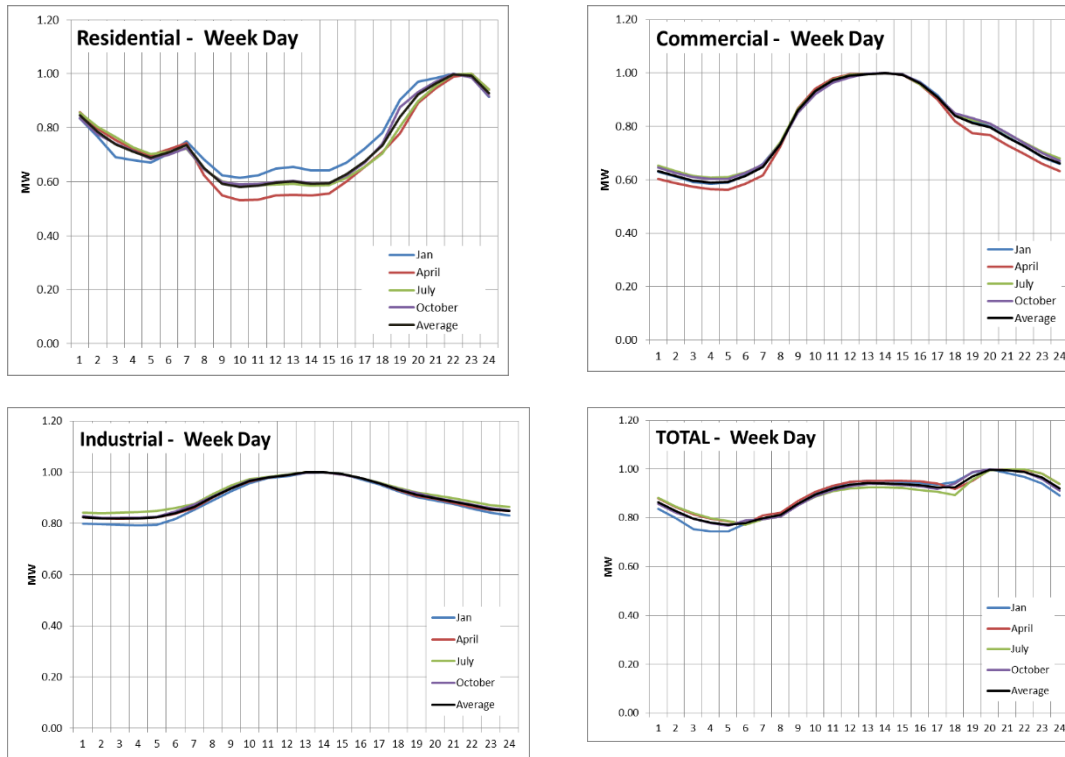 Residential - Week Day
1.20
1.00
0.80
0.60
0.40
0.20
0.00
MW
Jan
April
July
October
Average
1 2 3 4 5 6 7 8 9 10 11 12 13 14 15 16 17 18 19 20 21 22 23 24
Commercial - Week Day
1.20
1.00
0.80
0.60
0.40
0.20
0.00
MW
Jan
April
July
October
Average
1 2 3 4 5 6 7 8 9 10 11 12 13 14 15 16 17 18 19 20 21 22 23 24
Industrial - Week Day
1.20
1.00
0.80
0.60
0.40
0.20
0.00
MW
Jan
April
July
October
Average
1 2 3 4 5 6 7 8 9 10 11 12 13 14 15 16 17 18 19 20 21 22 23 24
TOTAL - Week Day
1.20
1.00
0.80
0.60
0.40
0.20
0.00
MW
Jan
April
July
October
Average
1 2 3 4 5 6 7 8 9 10 11 12 13 14 15 16 17 18 19 20 21 22 23 24